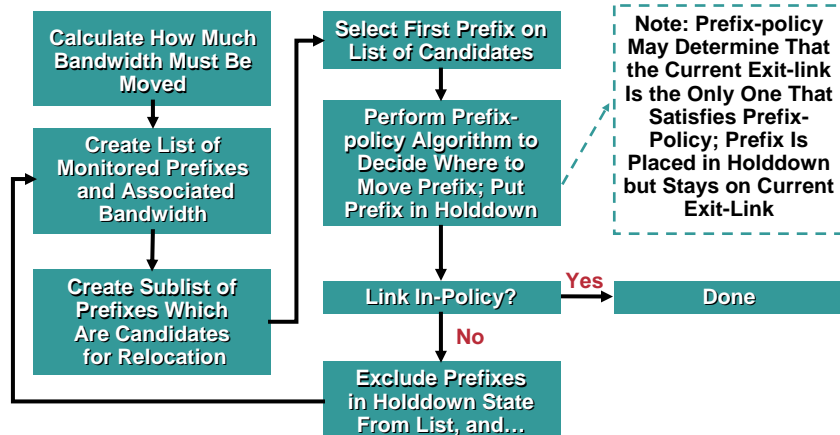 Calculate How Much
Bandwidth Must Be
Moved
Create List of
Monitored Prefixes
and Associated
Bandwidth
Create Sublist of
Prefixes Which
Are Candidates
for Relocation
Select First Prefix on
List of Candidates
Perform Prefix-
policy Algorithm to
Decide Where to
Move Prefix; Put
Prefix in Holddown
Link In-Policy?
Yes
Done
No
Exclude Prefixes
in Holddown State
From List, and…
Note: Prefix-policy
May Determine That
the Current Exit-link
Is the Only One That
Satisfies Prefix-
Policy; Prefix Is
Placed in Holddown
but Stays on Current
Exit-Link